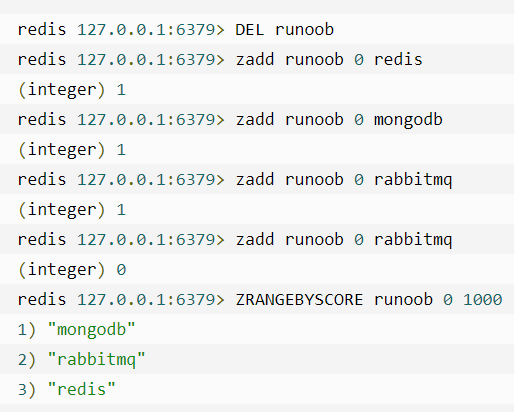 redis 127.0.0.1:6379> DEL runoob
redis 127.0.0.1:6379> zadd runoob 0 redis
(integer) 1
redis 127.0.0.1:6379> zadd runoob 0 mongodb
(integer) 1
redis 127.0.0.1:6379> zadd runoob 0 rabbitmq
(integer) 1
redis 127.0.0.1:6379> zadd runoob 0 rabbitmq
(integer) 0
redis 127.0.0.1:6379> ZRANGEBYSCORE runoob 0 1000
1) "mongodb"
2) "rabbitmq"
3) "redis"